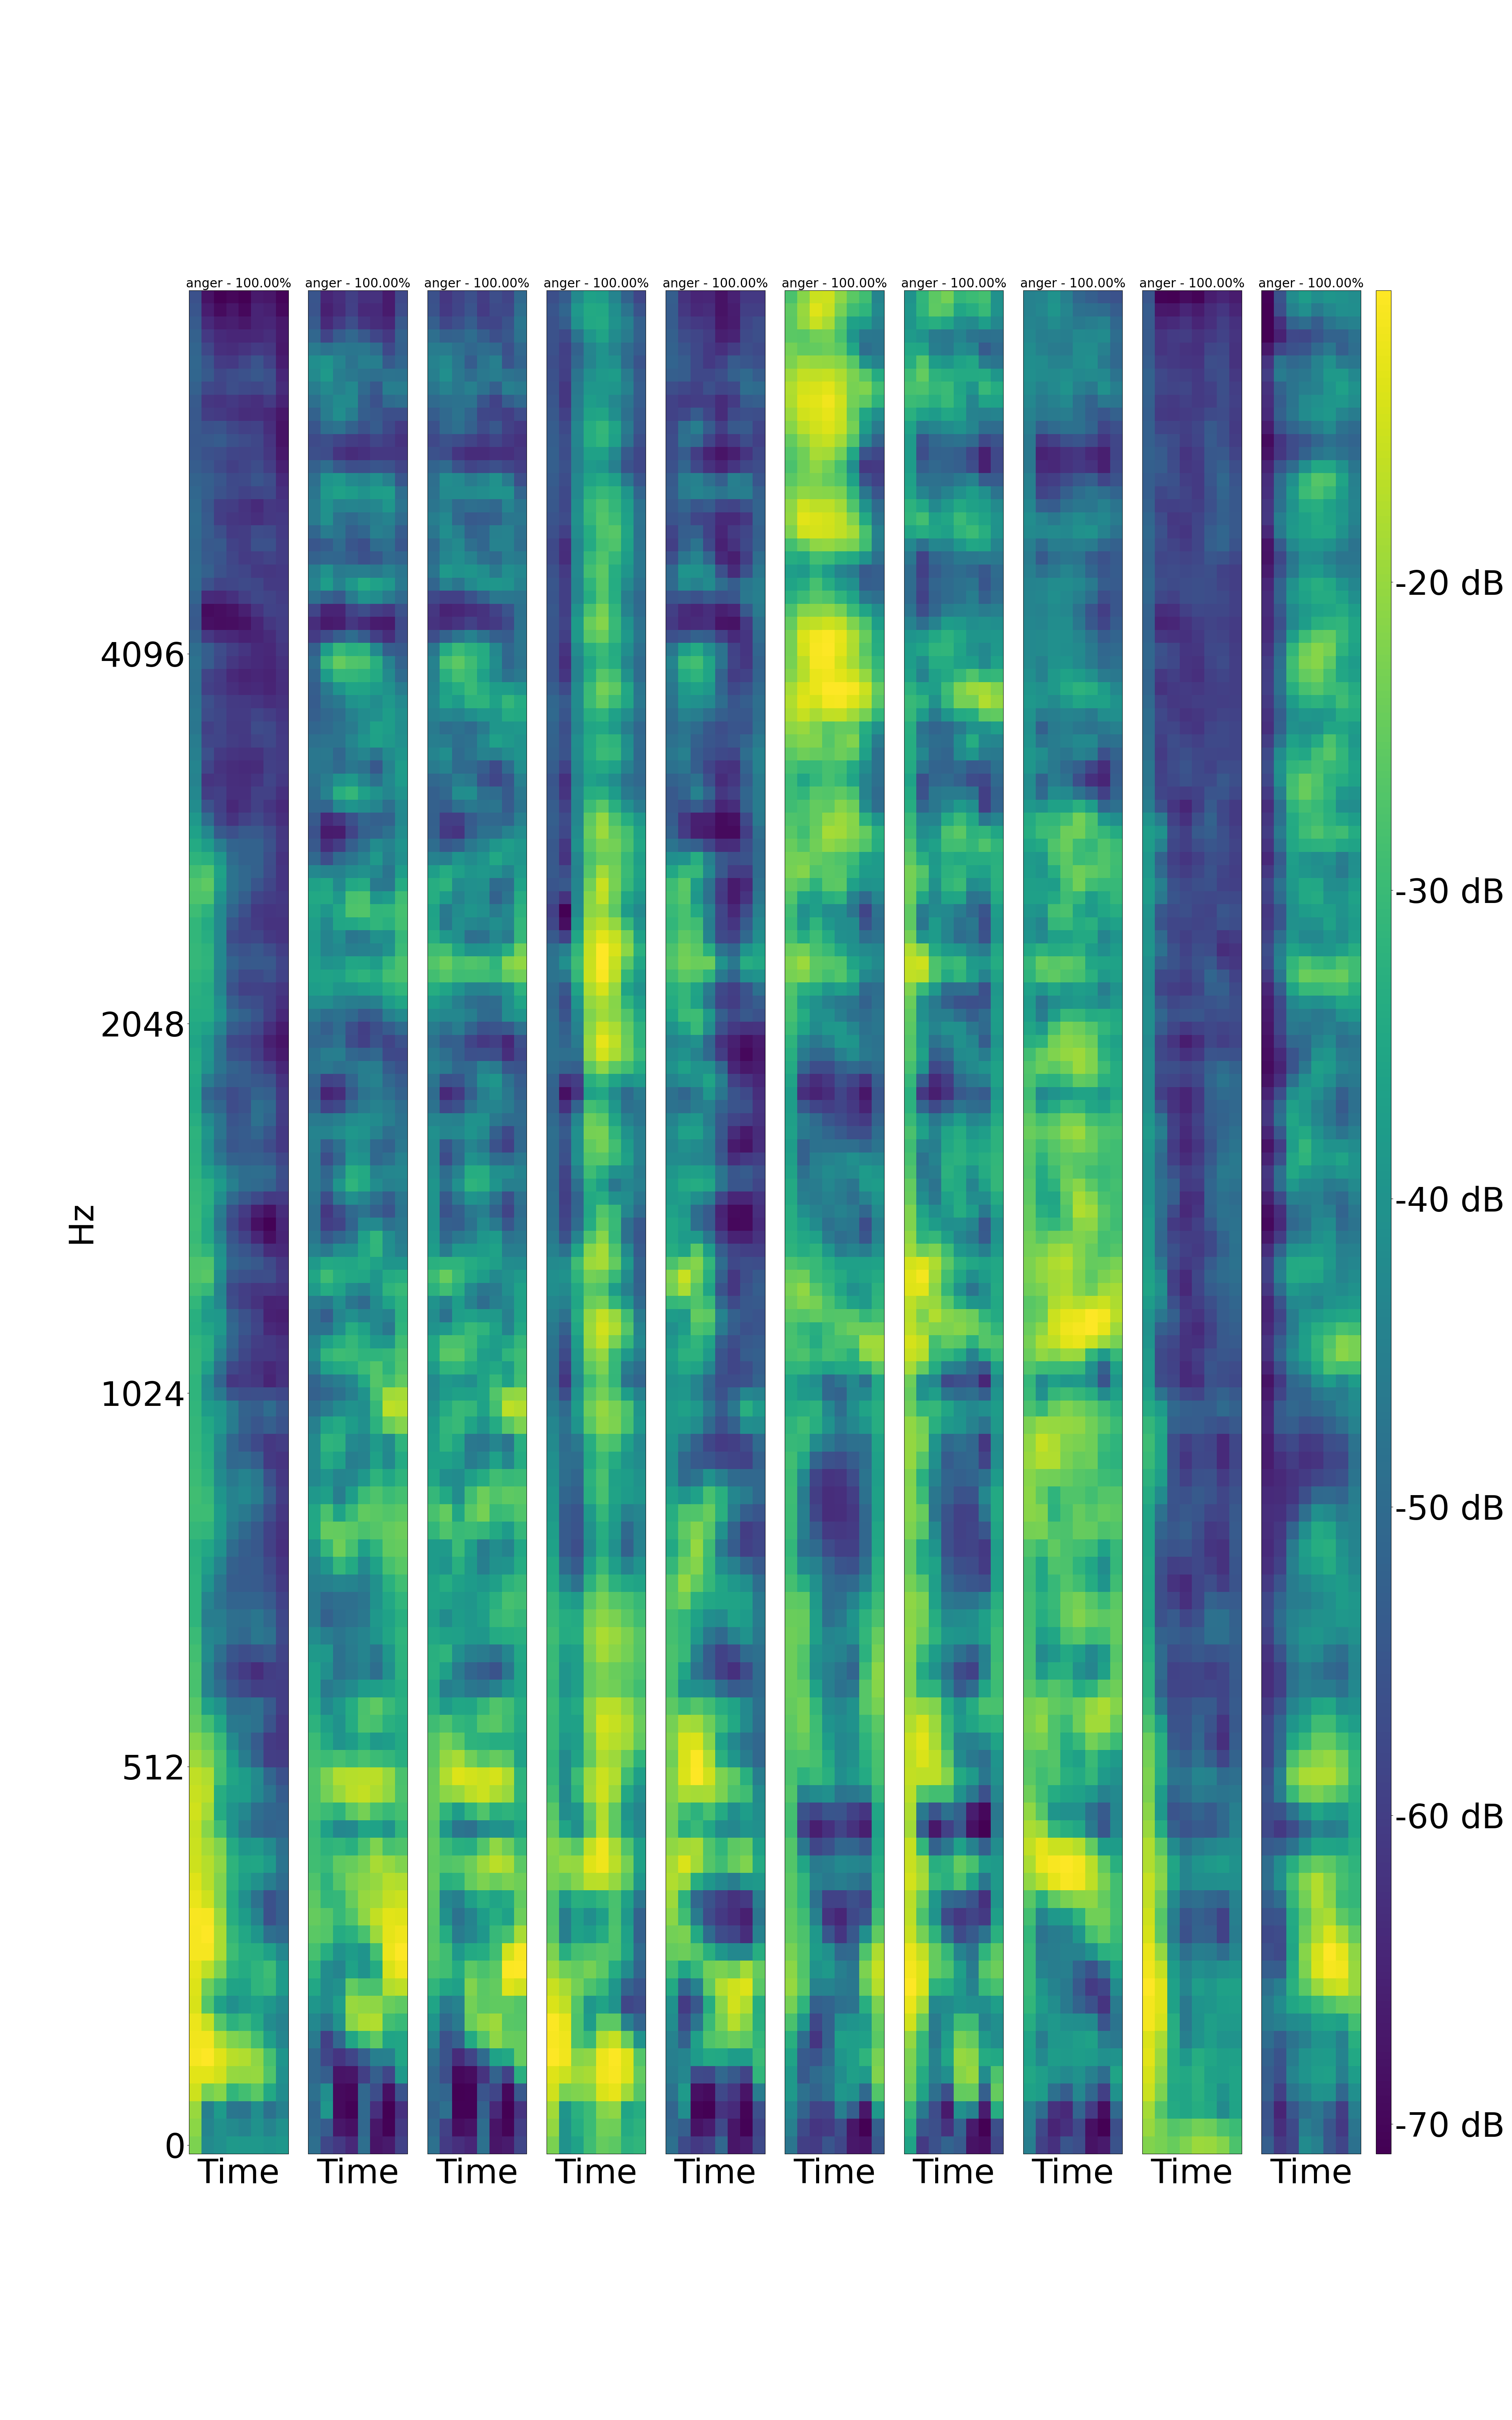 anger - 100.00% anger - 100.00% anger - 100.00% anger - 100.00% anger - 100.00% anger - 100.00% anger - 100.00% anger - 100.00% anger - 100.00% anger - 100.00%
-20 dB
4096
-30 dB
2048
-40 dB
Hz
1024
-50 dB
512
-60 dB
-70 dB
0
Time Time Time Time Time Time Time Time Time Time